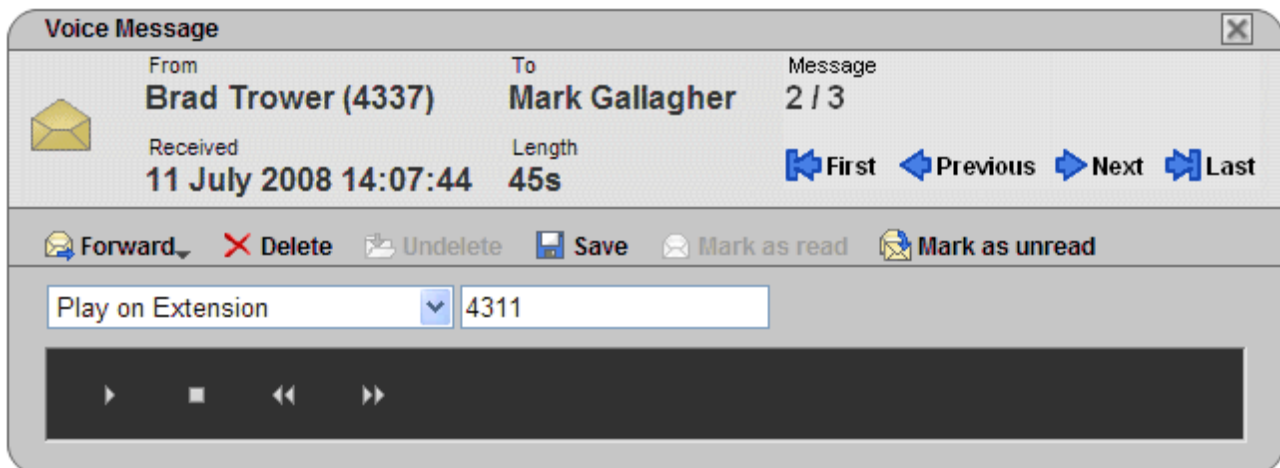 Voice Message
From To Message
Brad Trower (4337) Mark Gallagher 2 / 3
Received Length
11 July 2008 14:07:44 45s
First Previous Next Last
Forward Delete Undelete Save Mark as read Mark as unread
Play on Extension 4311